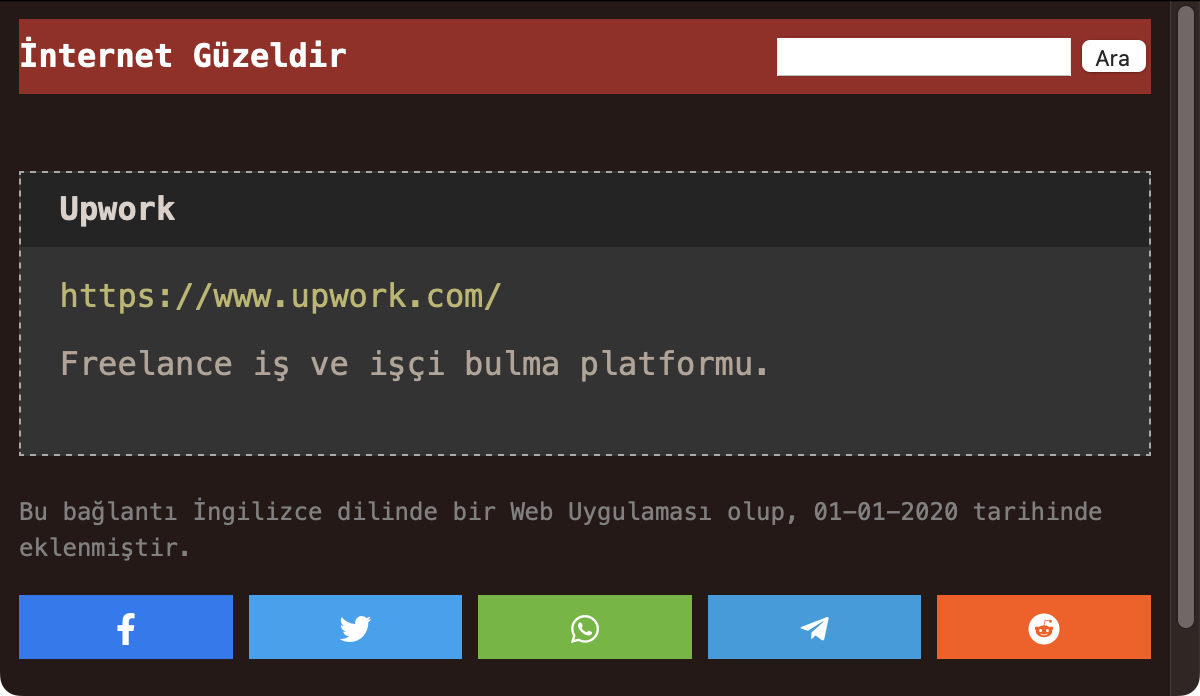 İnternet Güzeldir
Ara
Upwork
https://www.upwork.com/
Freelance iş ve işçi bulma platformu.
Bu bağlantı İngilizce dilinde bir Web Uygulaması olup, 01-01-2020 tarihinde
eklenmiştir.